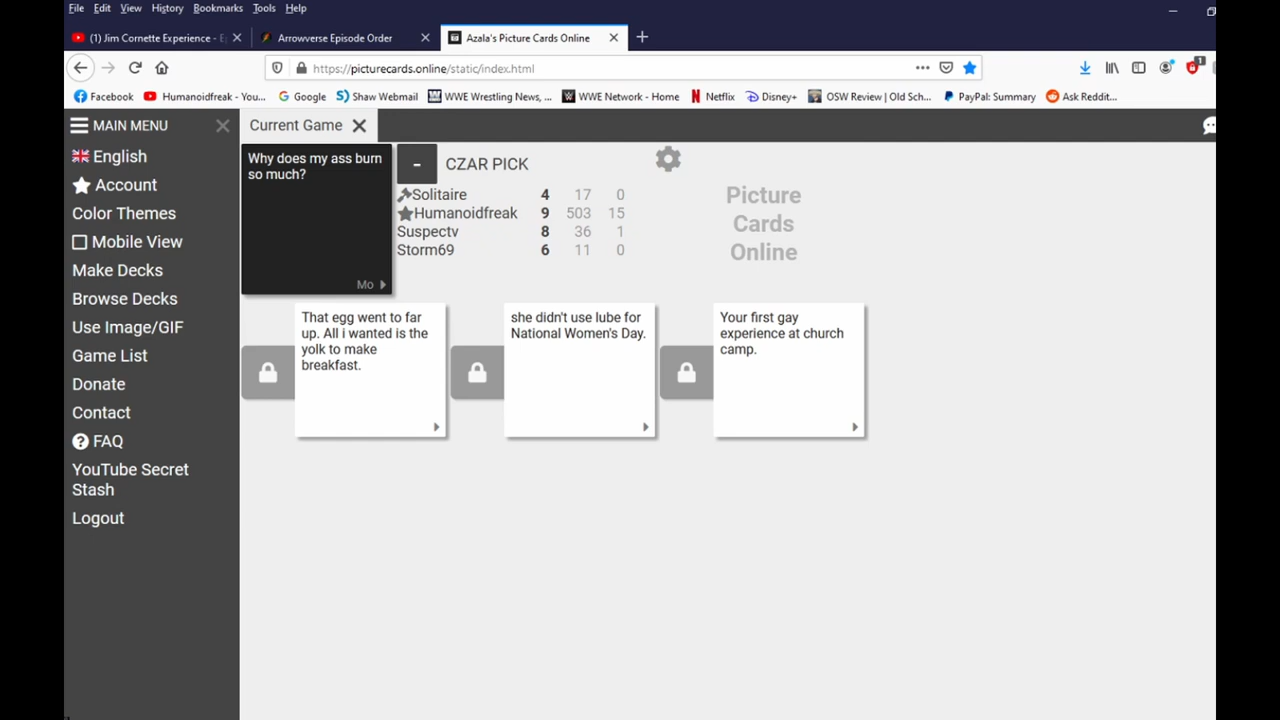 File Edit View History Bookmarks Tools Help
(1) Jim Cornette Experience - E
Arrowverse Episode Order
Azala's Picture Cards Online
https://picturecards.online/static/index.html
1
Facebook Humanoidfreak - You... Google Shaw Webmail WWE Wrestling News, ... WWE Network - Home Netflix Disney+ OSW Review | Old Sch... PayPal: Summary Ask Reddit...
MAIN MENU
English
Account
Color Themes
Mobile View
Make Decks
Browse Decks
Use Image/GIF
Game List
Donate
Contact
FAQ
YouTube Secret
Stash
Logout
Current Game
Why does my ass burn
so much?
Mo
- CZAR PICK
Solitaire 4 17 0
Humanoidfreak 9 503 15
Suspectv 8 36 1
Storm69 6 11 0
Picture
Cards
Online
That egg went to far
up. All i wanted is the
yolk to make
breakfast.
she didn't use lube for
National Women's Day.
Your first gay
experience at church
camp.